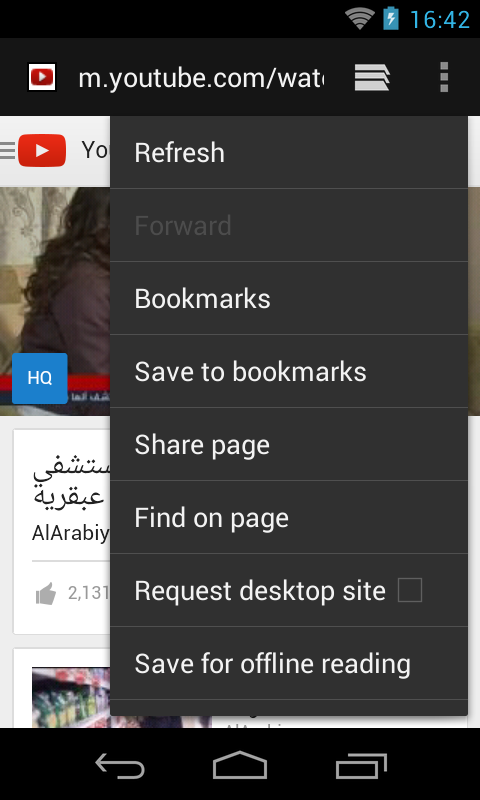 16:42
m.youtube.com/wat
Yo
Refresh
Forward
Bookmarks
Save to bookmarks
Share page
Find on page
Request desktop site
Save for offline reading
HQ
ستشفي
عبقرية
AlArabiy
2,131